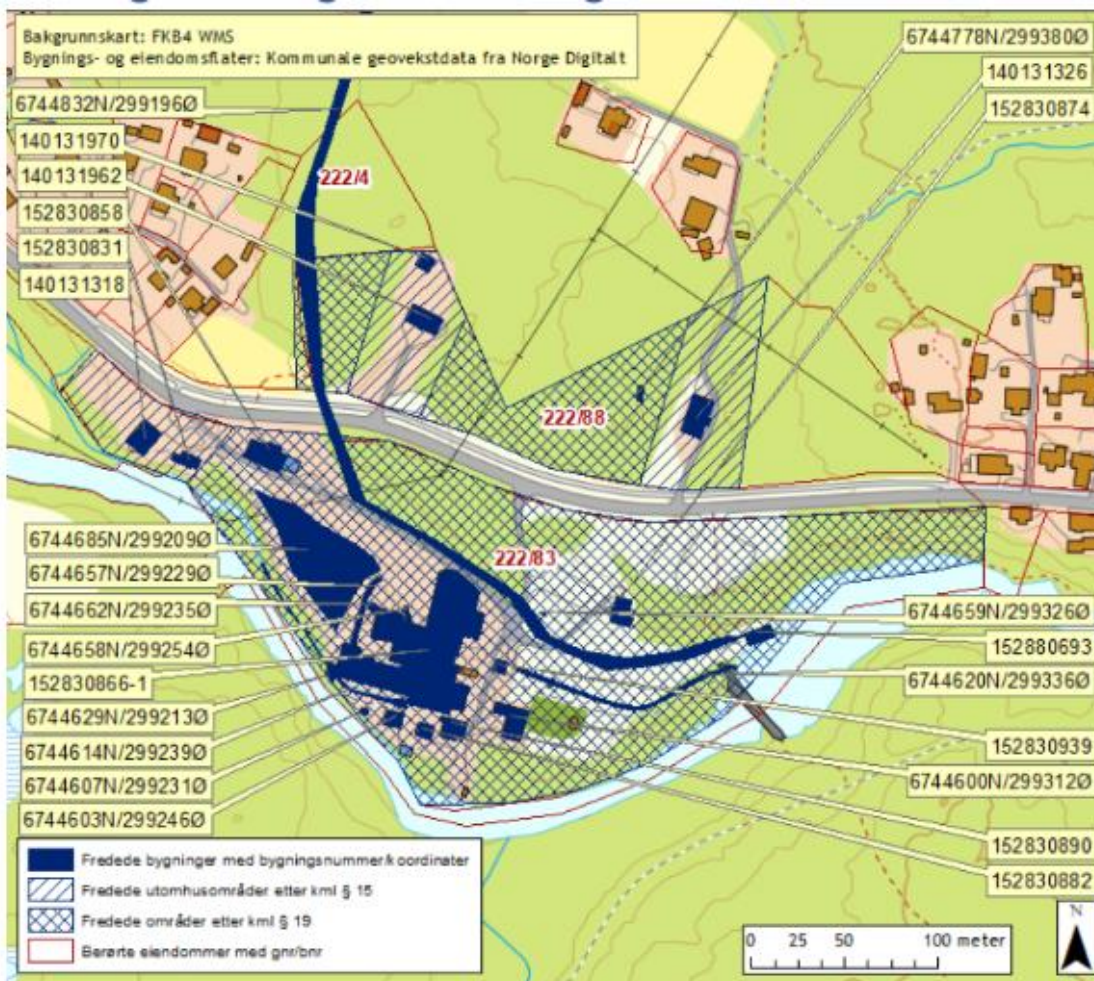 Bakgrunnskart: FKB4 WMS
Bygnings- og eiendomsflater: Kommunale geovekstdata fra Norge Digitalt
6744832N/299196Ø
140131970
140131962
152830858
152830831
140131318
6744778N/299380Ø
140131326
152830874
222/4
222/88
222/83
6744685N/299209Ø
6744657N/299229Ø
6744662N/299235Ø
6744658N/299254Ø
152830866-1
6744629N/299213Ø
6744614N/299239Ø
6744607N/299231Ø
6744603N/299246Ø
6744659N/299326Ø
152880693
6744620N/299336Ø
152830939
6744600N/299312Ø
152830890
152830882
Fredede bygninger med bygningsnummer/koordinater
Fredede utomhusområder etter kml § 15
Fredede områder etter kml § 19
Berørte eiendommer med gnr/bnr
0 25 50 100 meter
N